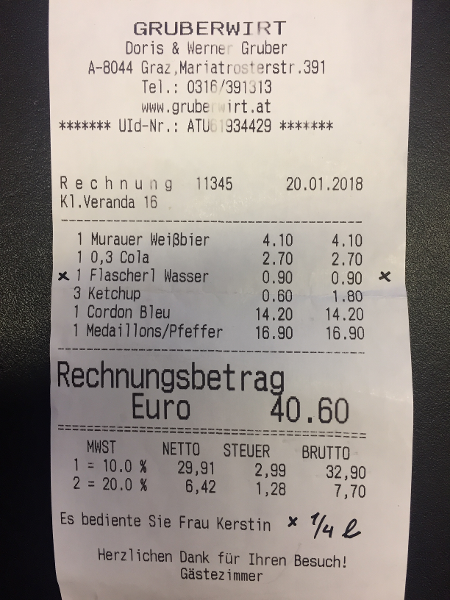 GRUBERWIRT
Doris & Werner Gruber
A-8044 Graz,Mariatrosterstr.391
Tel.: 0316/391313
www.gruberwirt.at
******* UId-Nr.: ATU61934429 *******
Rechnung 11345 20.01.2018
Kl.Veranda 16
1 Murauer Weißbier 4.10 4.10
1 0,3 Cola 2.70 2.70
x 1 Flascherl Wasser 0.90 0.90 x
3 Ketchup 0.60 1.80
1 Cordon Bleu 14.20 14.20
1 Medaillons/Pfeffer 16.90 16.90
Rechnungsbetrag
Euro 40.60
MWST NETTO STEUER BRUTTO
1 = 10.0 % 29,91 2,99 32,90
2 = 20.0 % 6,42 1,28 7,70
Es bediente Sie Frau Kerstin x 1/4 l
Herzlichen Dank für Ihren Besuch!
Gästezimmer